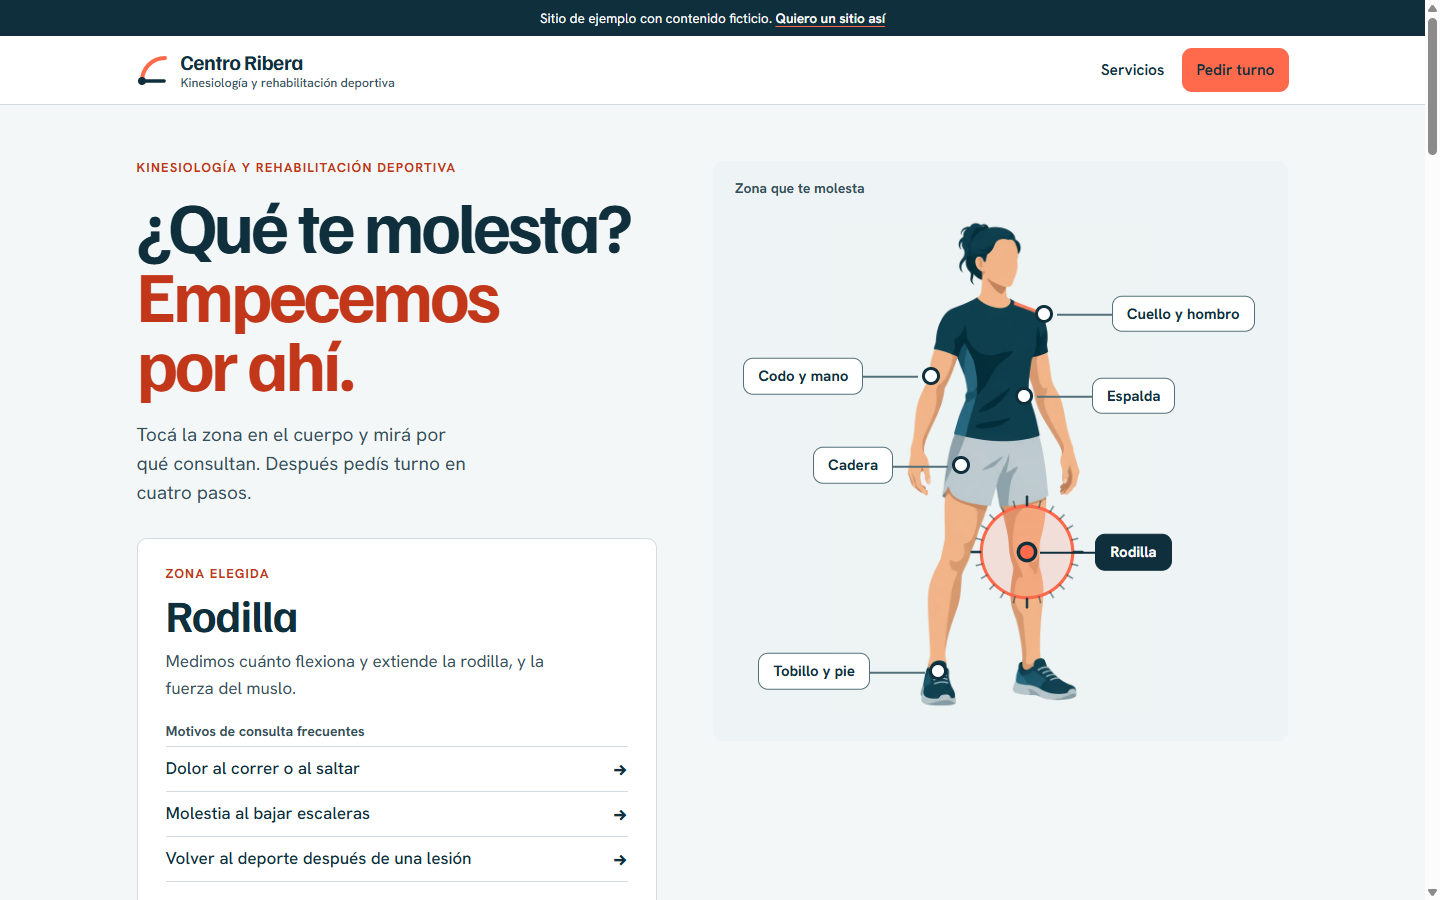 Sitio de ejemplo con contenido ficticio. Quiero un sitio así
Centro Ribera
Kinesiología y rehabilitación deportiva
Servicios
Pedir turno
KINESIOLOGÍA Y REHABILITACIÓN DEPORTIVA
¿Qué te molesta?
Empecemos
por ahí.
Tocá la zona en el cuerpo y mirá por
qué consultan. Después pedís turno en
cuatro pasos.
ZONA ELEGIDA
Rodilla
Medimos cuánto flexiona y extiende la rodilla, y la
fuerza del muslo.
Motivos de consulta frecuentes
Dolor al correr o al saltar
Molestia al bajar escaleras
Volver al deporte después de una lesión
Zona que te molesta
Cuello y hombro
Codo y mano
Espalda
Cadera
Rodilla
Tobillo y pie